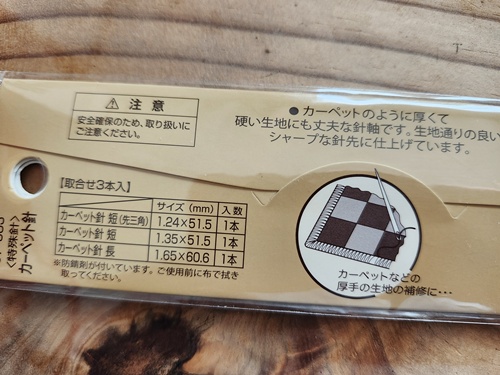 ⚠ 注意
安全確保のため、取り扱いに
ご注意ください。
●カーペットのように厚くて
硬い生地にも丈夫な針軸です。生地通りの良い
シャープな針先に仕上げています。
〈特殊針〉
カーペット針
【取合せ3本入】
サイズ(mm) 入数
カーペット針 短(先三角) 1.24×51.5 1本
カーペット針 短 1.35×51.5 1本
カーペット針 長 1.65×60.6 1本
※防錆剤が付いています。ご使用前に布で拭き
取ってください。
カーペットなどの
厚手の生地の補修に…